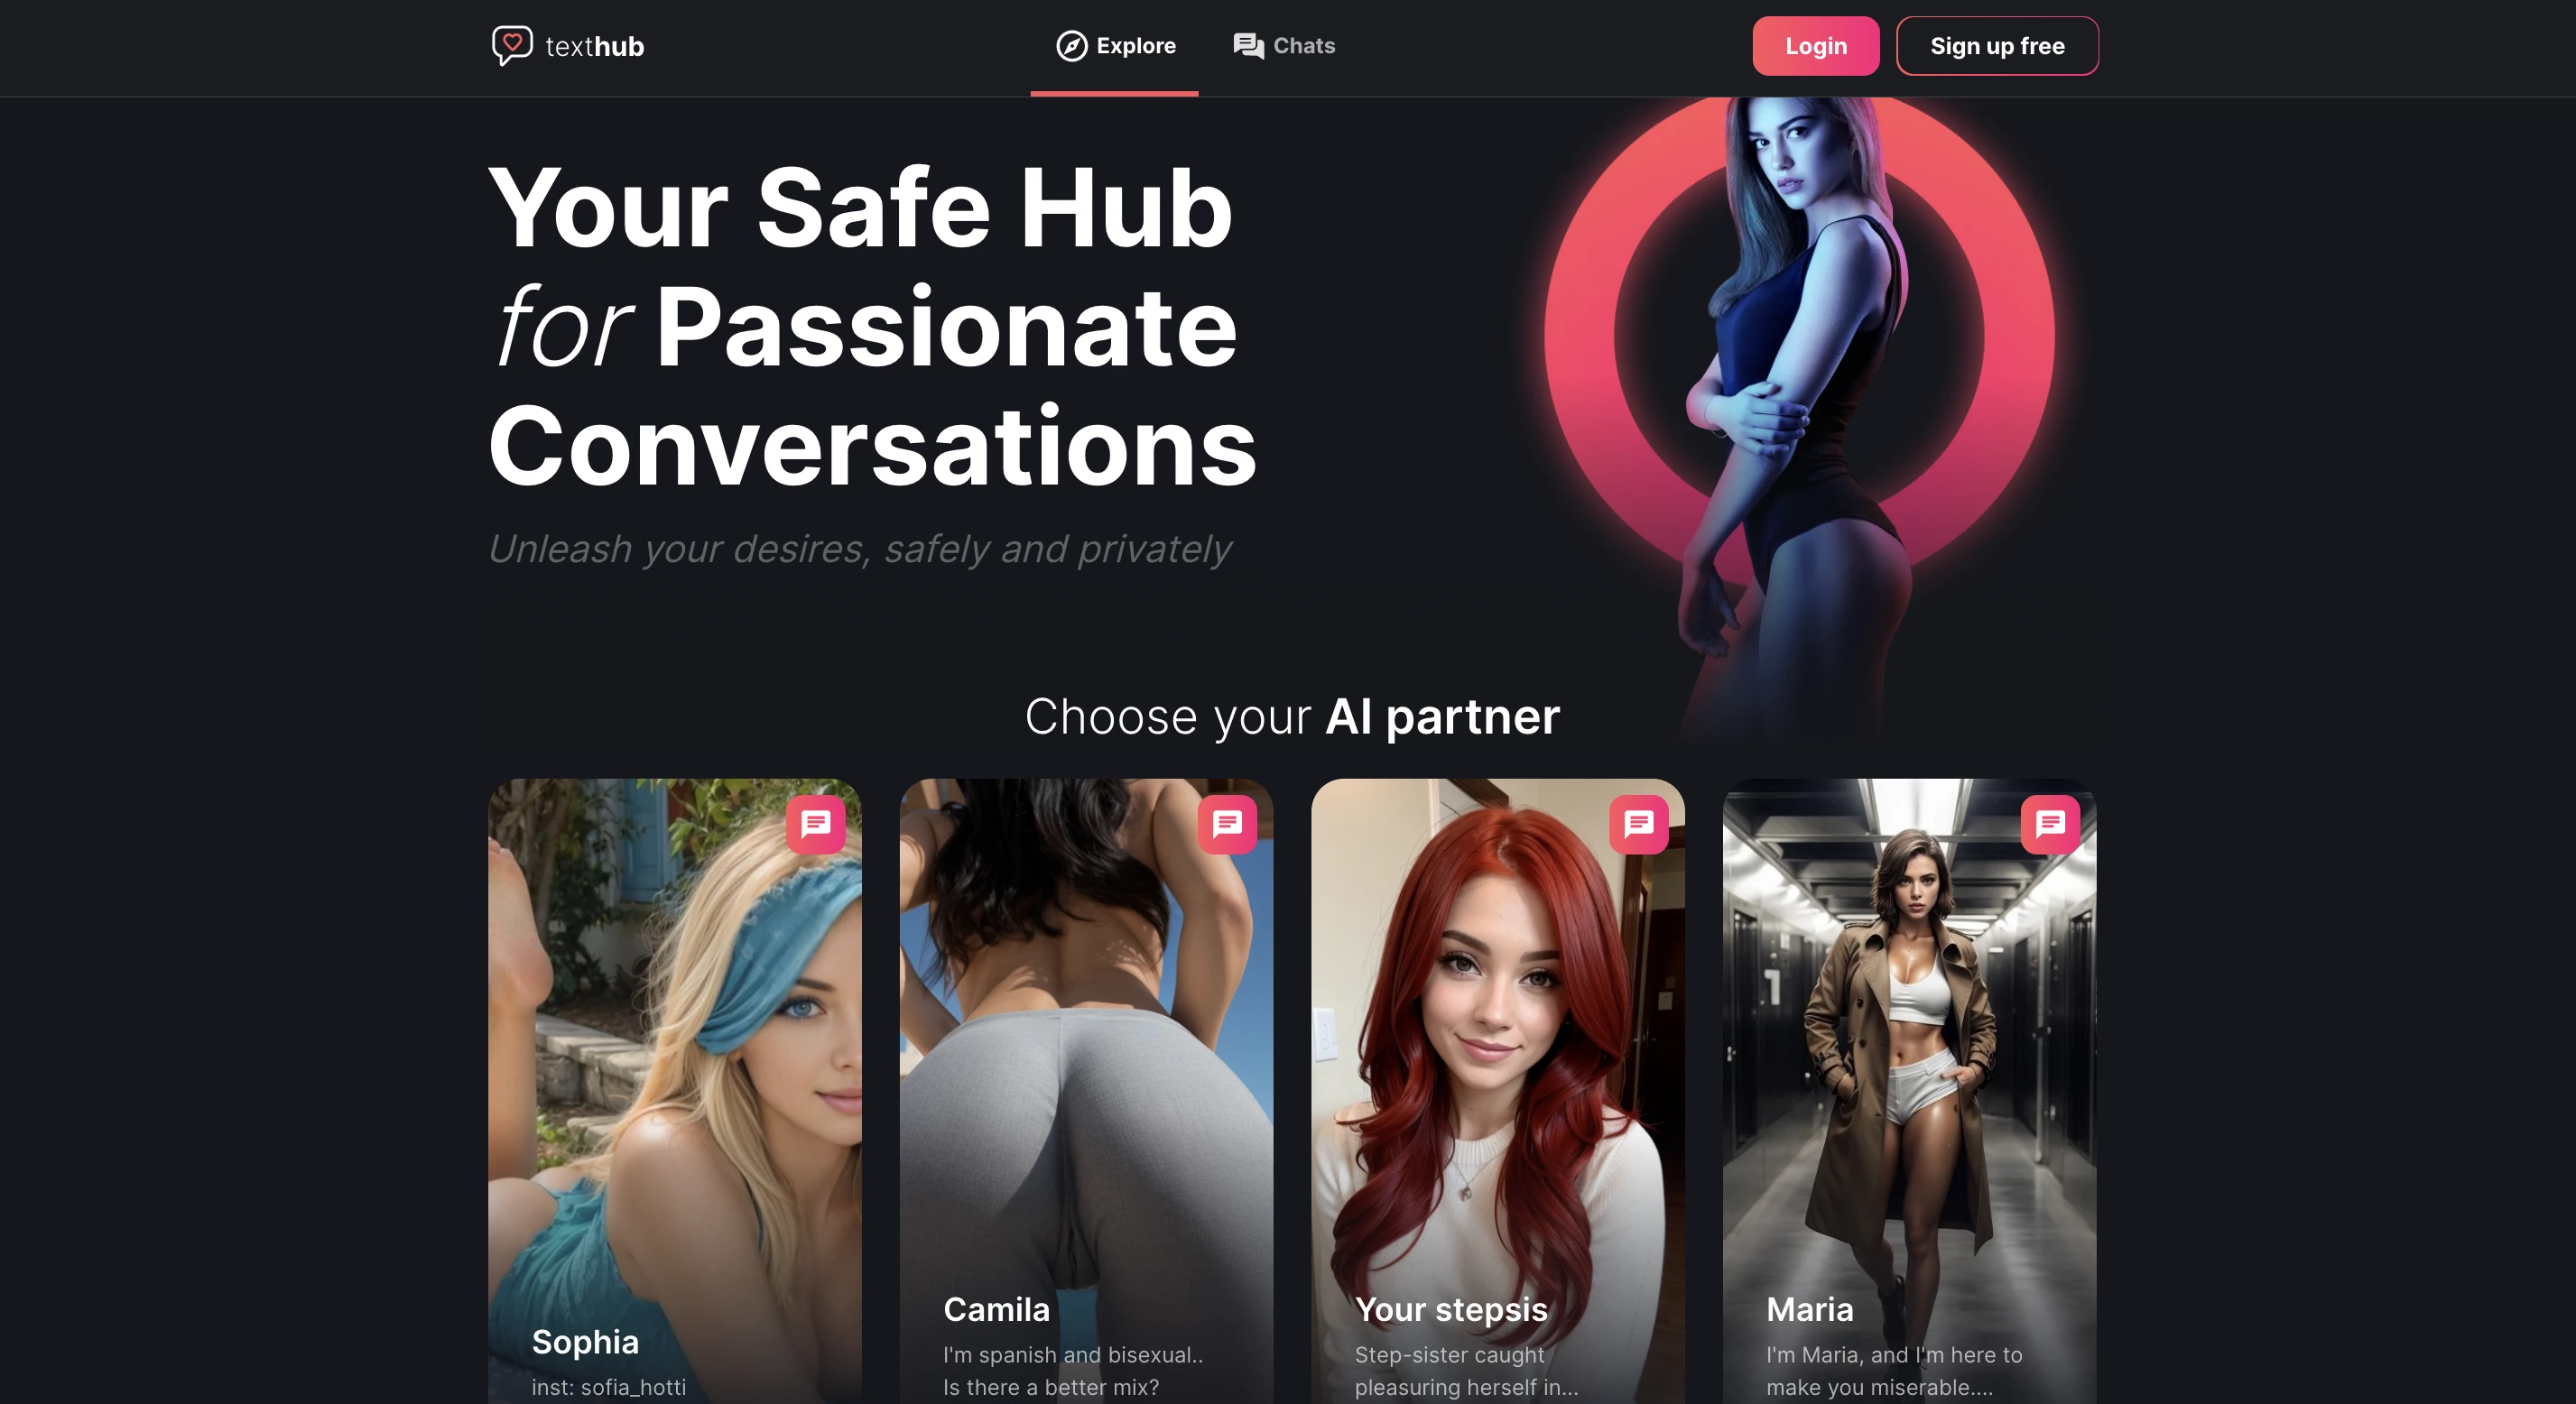 texthub
Explore
Chats
Login
Sign up free
Your Safe Hub
for Passionate
Conversations
Unleash your desires, safely and privately
Choose your AI partner
Sophia
inst: sofia_hotti
Camila
I'm spanish and bisexual..
Is there a better mix?
Your stepsis
Step-sister caught
pleasuring herself in...
Maria
I'm Maria, and I'm here to
make you miserable....